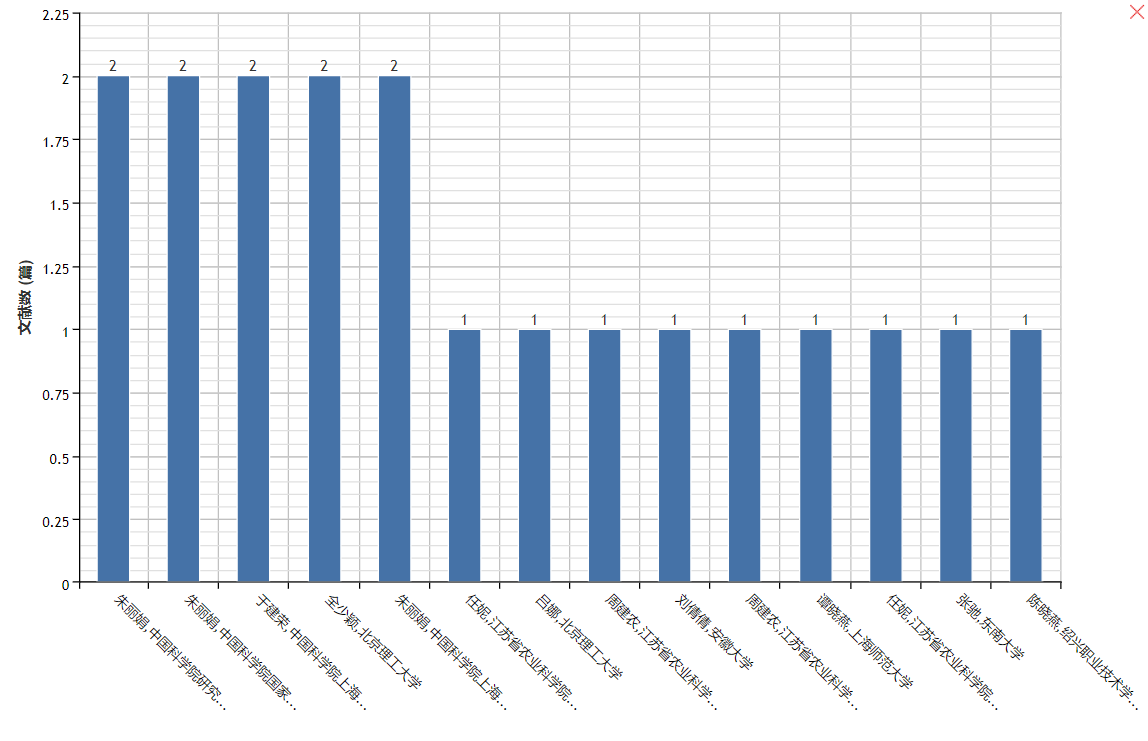 2.25
2
1.75
1.5
1.25
1
0.75
0.5
0.25
0
文献数 (篇)
2
2
2
2
2
1
1
1
1
1
1
1
1
1
朱丽娟,中国科学院研究...
朱丽娟,中国科学院国家...
于建荣,中国科学院上海...
全少颖,北京理工大学
朱丽娟,中国科学院上海...
任妮,江苏省农业科学院...
吕娜,北京理工大学
周建农,江苏省农业科学...
刘倩倩,安徽大学
周建农,江苏省农业科学...
谭晓燕,上海师范大学
任妮,江苏省农业科学院...
张驰,东南大学
陈晓燕,绍兴职业技术学...